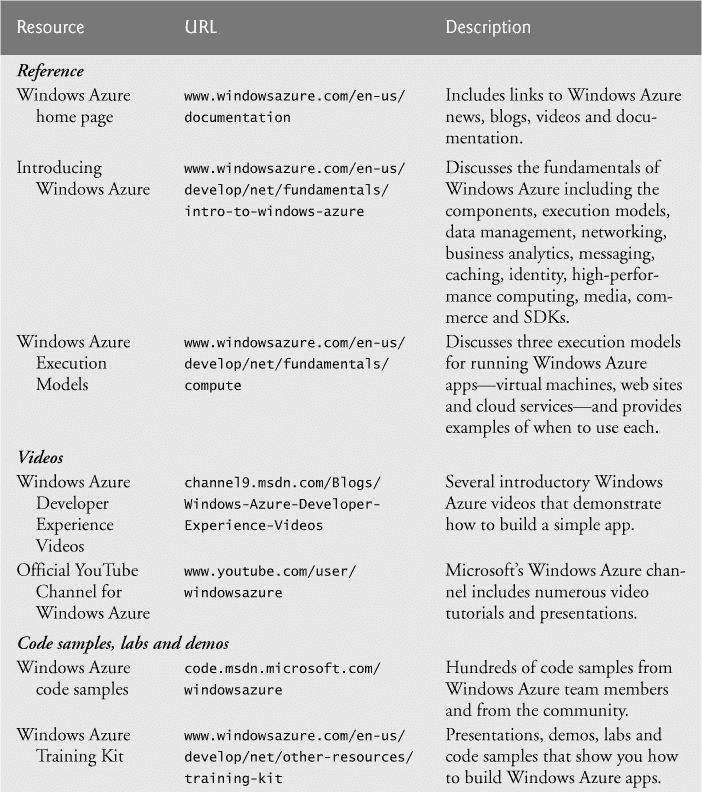 Resource URL Description
Reference
Windows Azure www.windowsazure.com/en-us/ Includes links to Windows Azure
home page documentation news, blogs, videos and docu-
mentation.
Introducing www.windowsazure.com/en-us/ Discusses the fundamentals of
Windows Azure develop/net/fundamentals/ Windows Azure including the
intro-to-windows-azure components, execution models,
data management, networking,
business analytics, messaging,
caching, identity, high-perfor-
mance computing, media, com-
merce and SDKs.
Windows Azure www.windowsazure.com/en-us/ Discusses three execution models
Execution develop/net/fundamentals/ for running Windows Azure
Models compute apps—virtual machines, web sites
and cloud services—and provides
examples of when to use each.
Videos
Windows Azure channel9.msdn.com/Blogs/ Several introductory Windows
Developer Windows-Azure-Developer- Azure videos that demonstrate
Experience Experience-Videos how to build a simple app.
Videos
Official YouTube www.youtube.com/user/ Microsoft's Windows Azure chan-
Channel for windowsazure nel includes numerous video
Windows Azure tutorials and presentations.
Code samples, labs and demos
Windows Azure code.msdn.microsoft.com/ Hundreds of code samples from
code samples windowsazure Windows Azure team members
and from the community.
Windows Azure www.windowsazure.com/en-us/ Presentations, demos, labs and
Training Kit develop/net/other-resources/ code samples that show you how
training-kit to build Windows Azure apps.